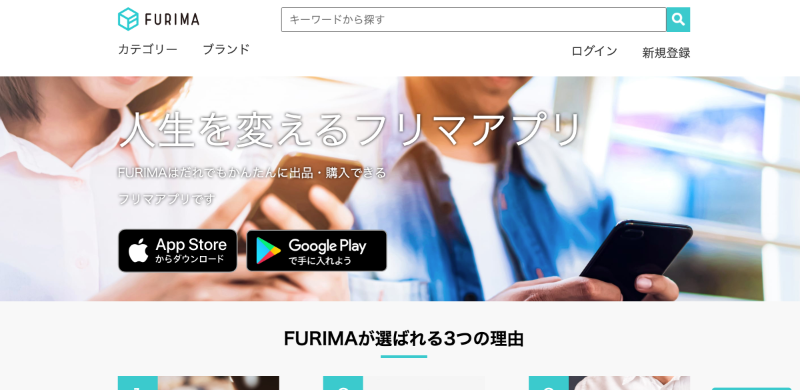 FURIMA
キーワードから探す
カテゴリー ブランド
ログイン 新規登録
人生を変えるフリマアプリ
FURIMAはだれでもかんたんに出品・購入できる
フリマアプリです
App Store
からダウンロード
Google Play
で手に入れよう
FURIMAが選ばれる3つの理由